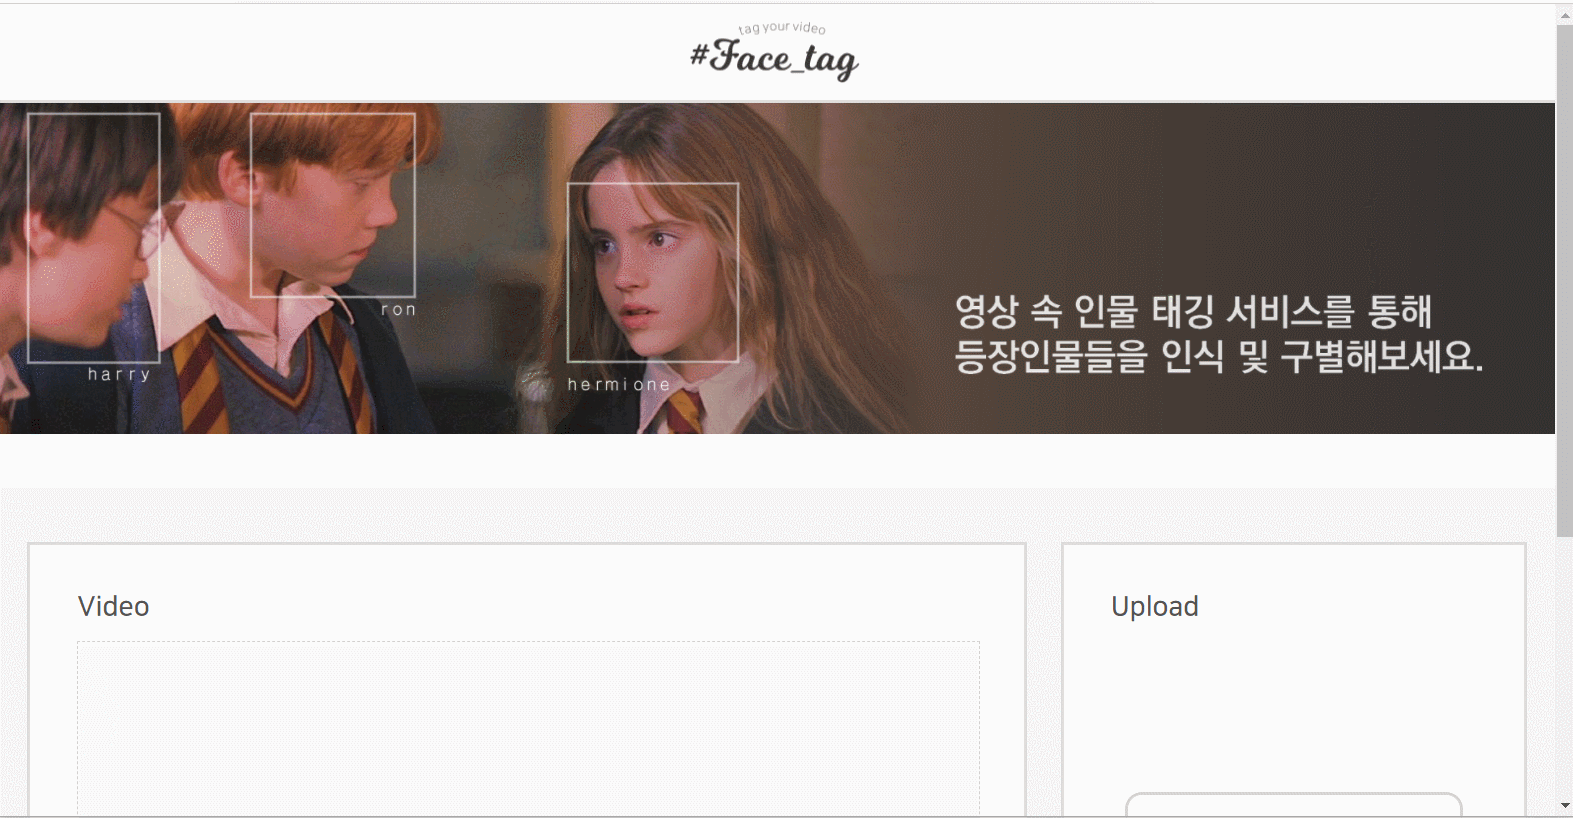 tag your video
#Face_tag
harry
ron
hermione
영상 속 인물 태깅 서비스를 통해
등장인물들을 인식 및 구별해보세요.
Video
Upload